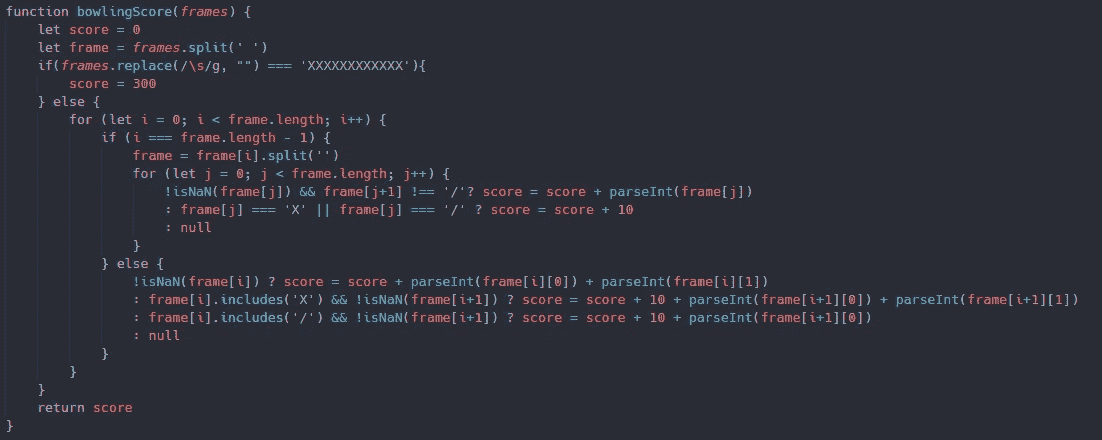 function bowlingScore(frames) {
    let score = 0
    let frame = frames.split(' ')
    if(frames.replace(/\s/g, "") === 'XXXXXXXXXXXX'){
        score = 300
    } else {
        for (let i = 0; i < frame.length; i++) {
            if (i === frame.length - 1) {
                frame = frame[i].split('')
                for (let j = 0; j < frame.length; j++) {
                    !isNaN(frame[j]) && frame[j+1] !== '/'? score = score + parseInt(frame[j])
                    : frame[j] === 'X' || frame[j] === '/' ? score = score + 10
                    : null
                }
            } else {
                !isNaN(frame[i]) ? score = score + parseInt(frame[i][0]) + parseInt(frame[i][1])
                : frame[i].includes('X') && !isNaN(frame[i+1]) ? score = score + 10 + parseInt(frame[i+1][0]) + parseInt(frame[i+1][1])
                : frame[i].includes('/') && !isNaN(frame[i+1]) ? score = score + 10 + parseInt(frame[i+1][0])
                : null
            }
        }
    }
    return score
}